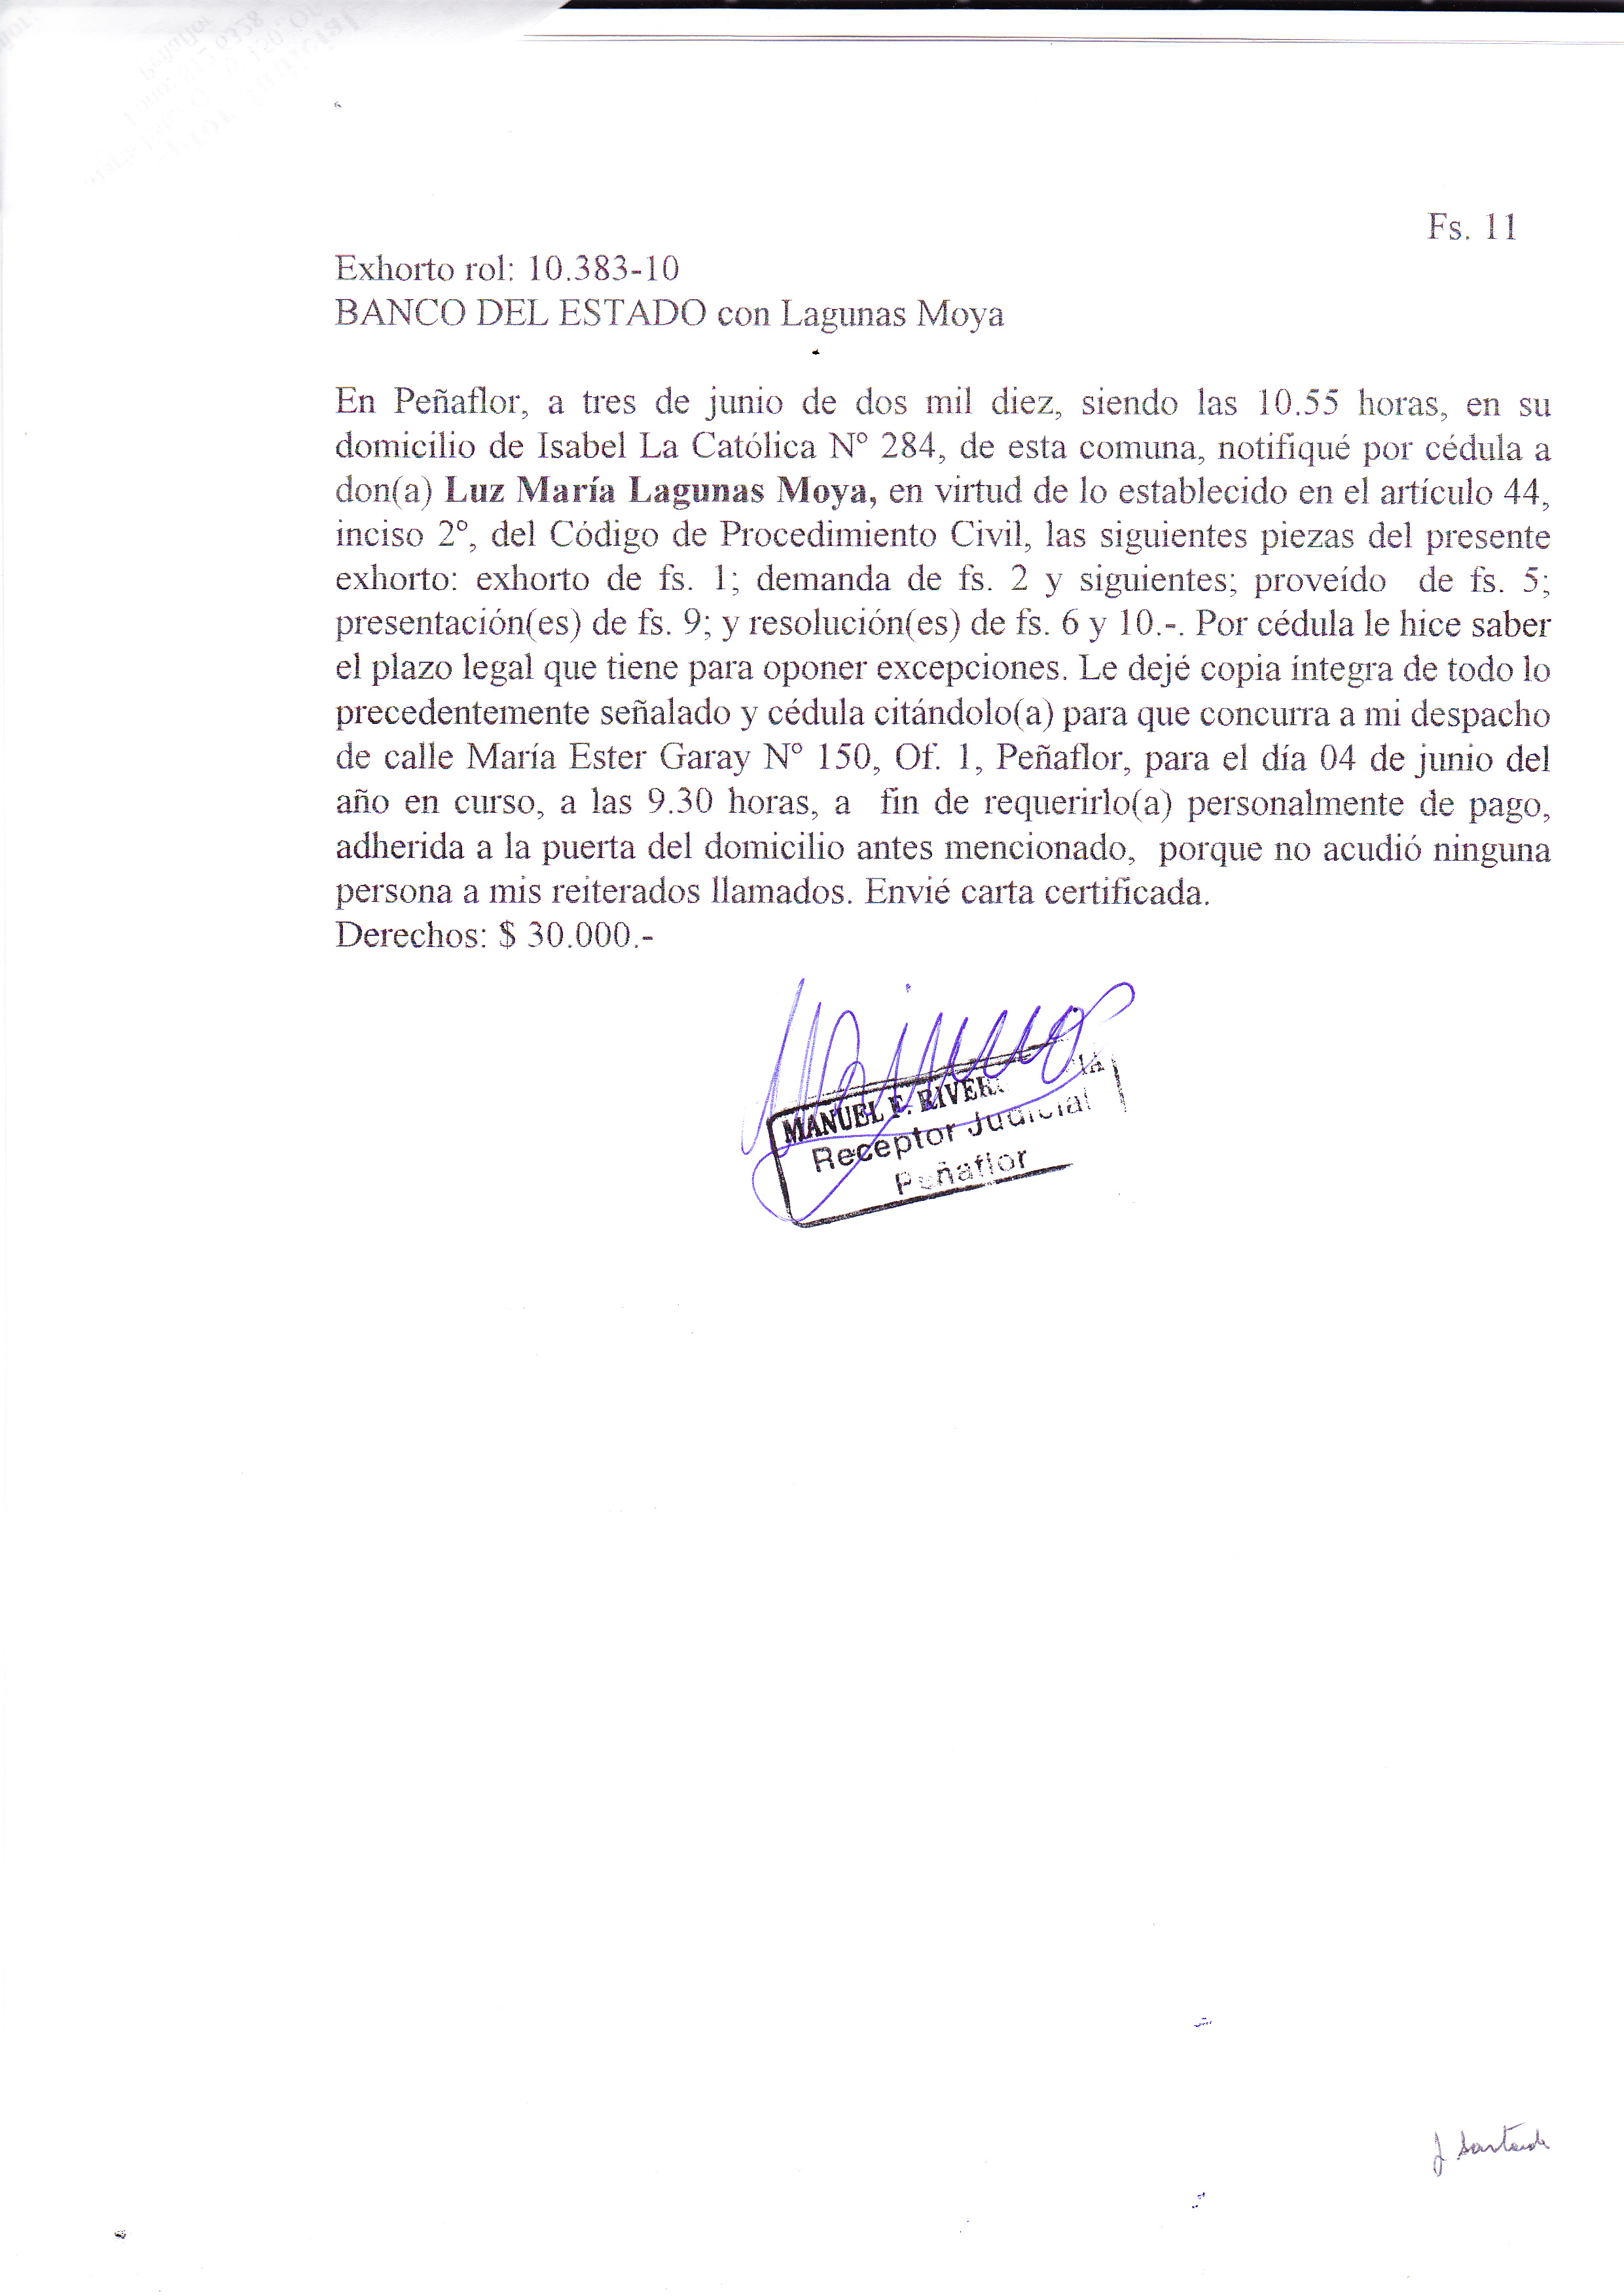 Fs. 11
Exhorto rol: 10.383-10
BANCO DEL ESTADO con Lagunas Moya
En Peñaflor, a tres de junio de dos mil diez, siendo las 10.55 horas, en su
domicilio de Isabel La Católica N° 284, de esta comuna, notifiqué por cédula a
don(a) Luz María Lagunas Moya, en virtud de lo establecido en el artículo 44,
inciso 2°, del Código de Procedimiento Civil, las siguientes piezas del presente
exhorto: exhorto de fs. 1; demanda de fs. 2 y siguientes; proveído de fs. 5;
presentación(es) de fs. 9; y resolución(es) de fs. 6 y 10.-. Por cédula le hice saber
el plazo legal que tiene para oponer excepciones. Le dejé copia íntegra de todo lo
precedentemente señalado y cédula citándolo(a) para que concurra a mi despacho
de calle María Ester Garay N° 150, Of. 1, Peñaflor, para el día 04 de junio del
año en curso, a las 9.30 horas, a fin de requerirlo(a) personalmente de pago,
adherida a la puerta del domicilio antes mencionado, porque no acudió ninguna
persona a mis reiterados llamados. Envié carta certificada.
Derechos: $ 30.000.-
MANUEL F.
Receptor Judicial
Peñaflor